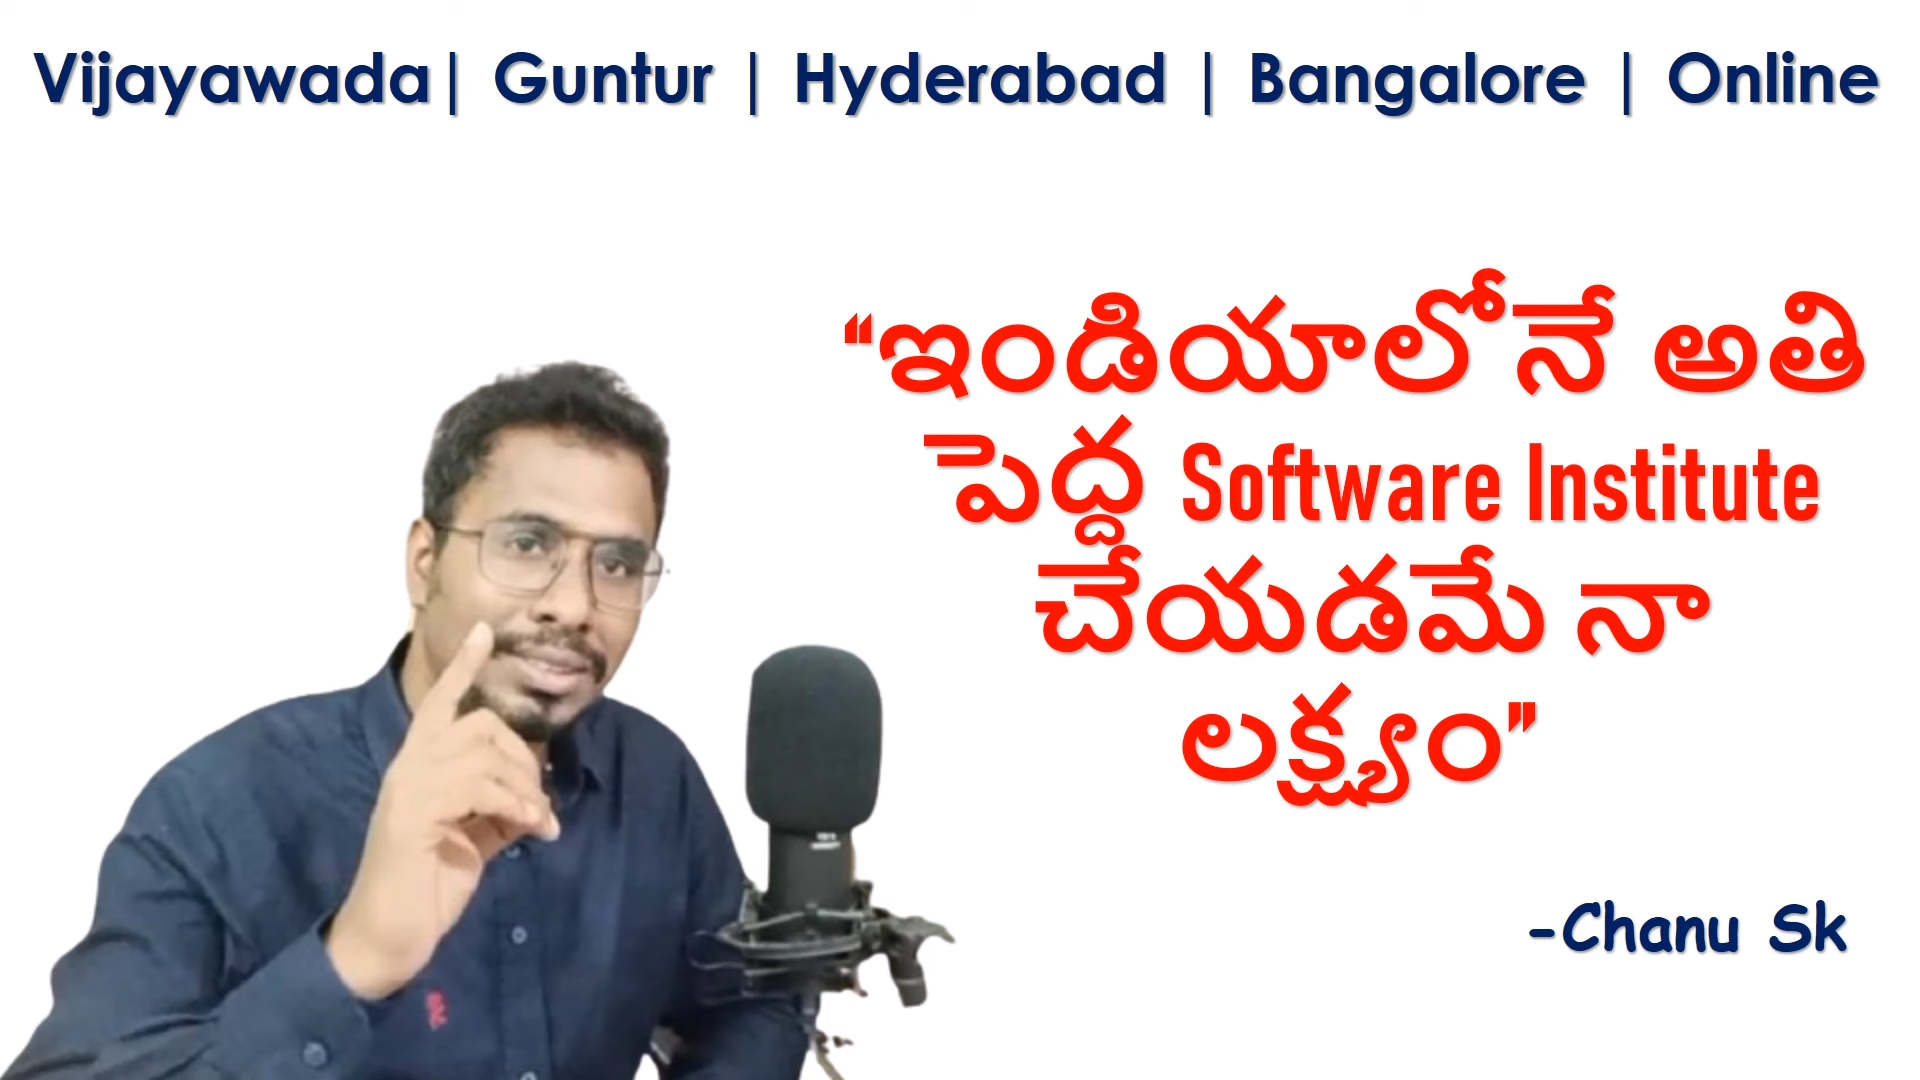 Vijayawada| Guntur | Hyderabad | Bangalore | Online
“ఇండియాలోనే అతి
పెద్ద Software Institute
చేయడమే నా
లక్ష్యం”
-Chanu Sk